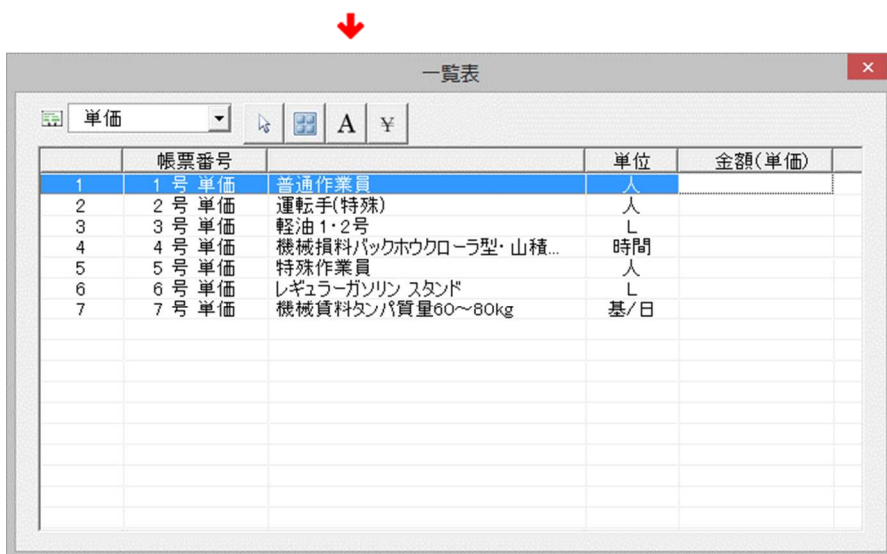 一覧表
単価
A ¥
帳票番号 単位 金額(単価)
1 1 号 単価 普通作業員 人
2 2 号 単価 運転手(特殊) 人
3 3 号 単価 軽油1・2号 L
4 4 号 単価 機械損料バックホウクローラ型・山積... 時間
5 5 号 単価 特殊作業員 人
6 6 号 単価 レギュラーガソリン スタンド L
7 7 号 単価 機械賃料タンパ質量60～80kg 基/日